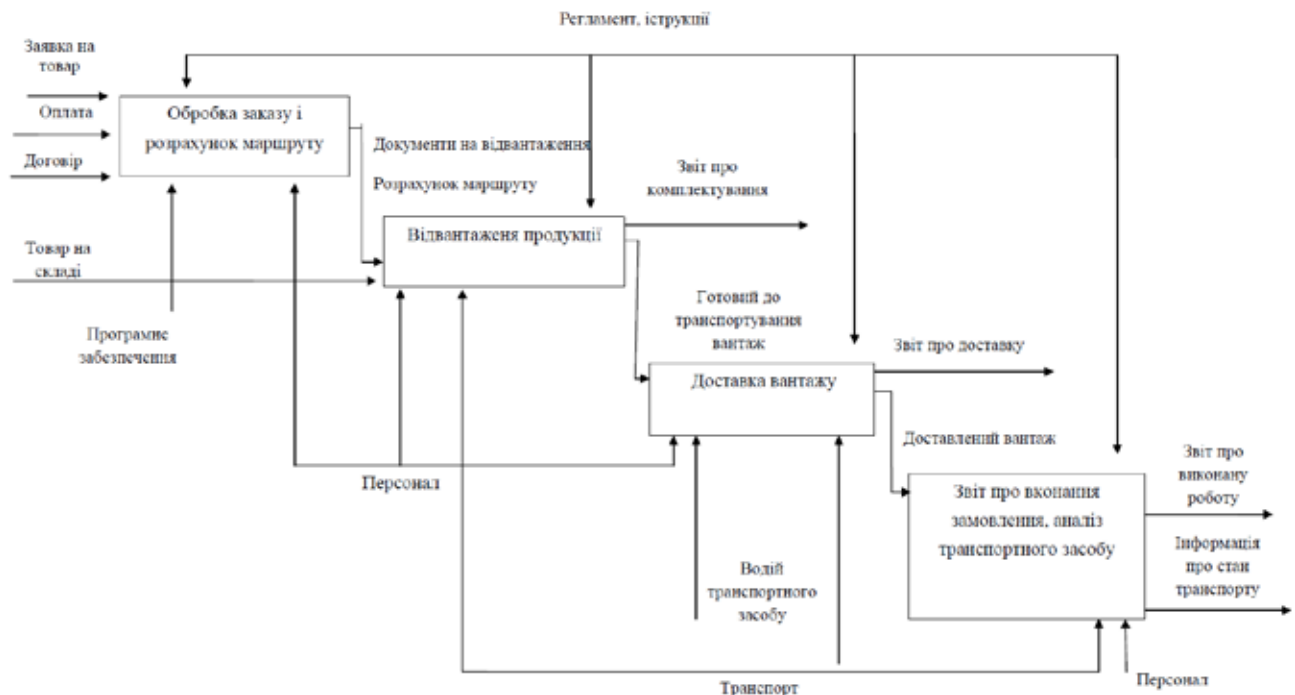 Регламент, іструкції
Заявка на
товар
Оплата
Договір
Обробка заказу і
розрахунок маршруту
Документи на відвантаження
Розрахунок маршруту
Звіт про
комплектування
Відвантаженя продукції
Товар на
складі
Програмне
забезпечення
Готовий до
транспортування
вантаж
Звіт про доставку
Доставка вантажу
Доставлений вантаж
Персонал
Звіт про
виконану
роботу
Звіт про вконання
замовлення, аналіз
транспортного засобу
Інформація
про стан
транспорту
Водій
транспортного
засобу
Транспорт
Персонал